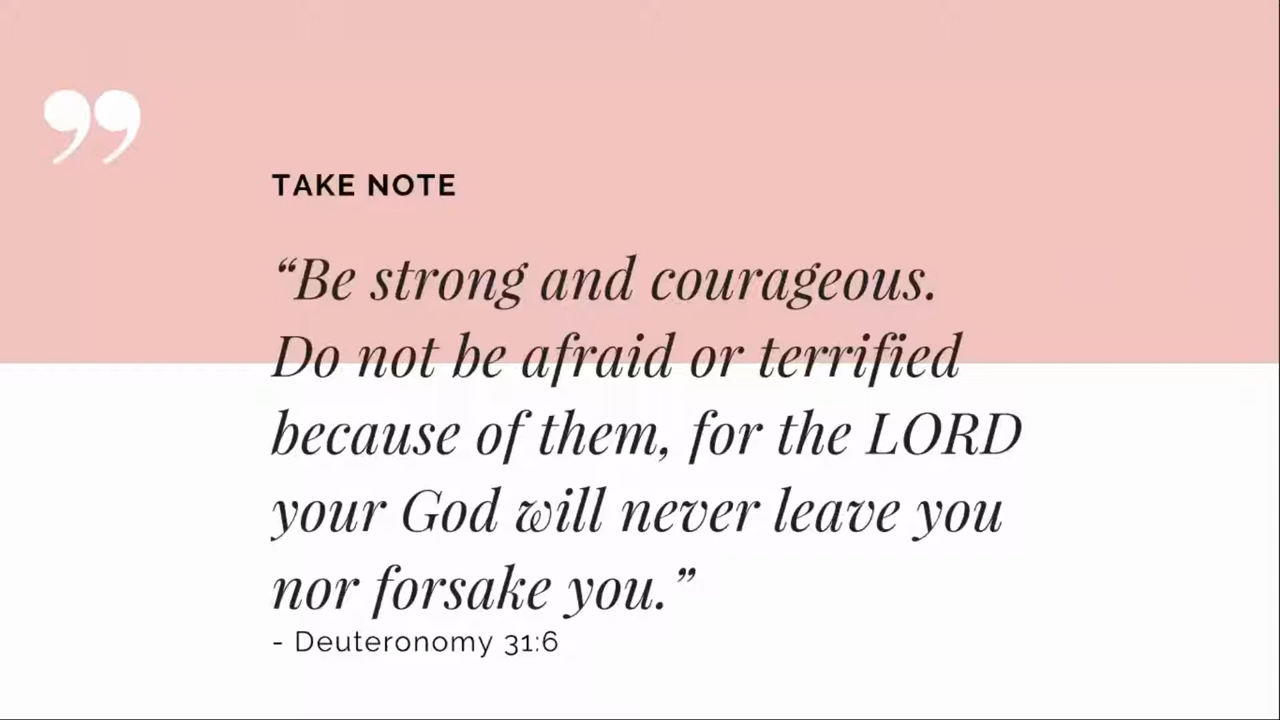 ”
TAKE NOTE
“Be strong and courageous.
Do not be afraid or terrified
because of them, for the LORD
your God will never leave you
nor forsake you.”
- Deuteronomy 31:6